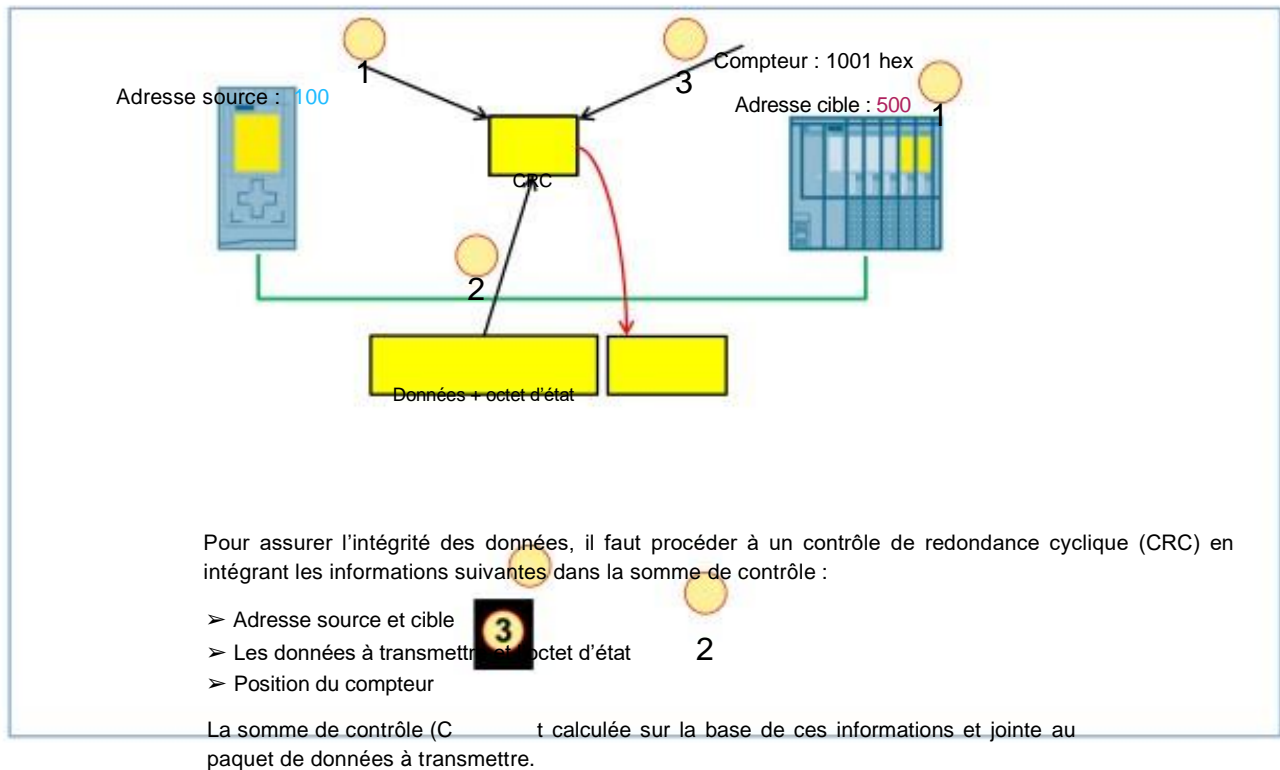 1
3
Compteur : 1001 hex
Adresse source : 100
Adresse cible : 500
1
CRC
2
Données + octet d'état
Pour assurer l'intégrité des données, il faut procéder à un contrôle de redondance cyclique (CRC) en
intégrant les informations suivantes dans la somme de contrôle :
➢ Adresse source et cible
3
➢ Les données à transmettre et octet d'état
2
➢ Position du compteur
La somme de contrôle (C t calculée sur la base de ces informations et jointe au
paquet de données à transmettre.